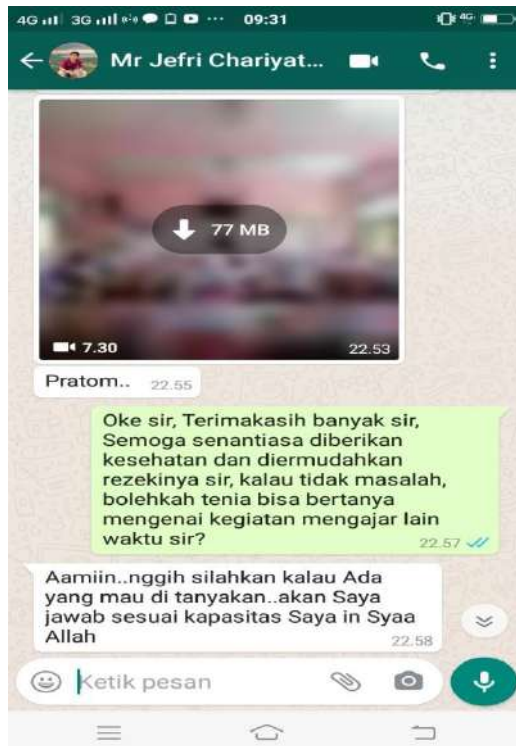 4G 3G ... 09:31 4G
Mr Jefri Chariyat...
77 MB
7.30 22.53
Pratom.. 22.55
Oke sir, Terimakasih banyak sir,
Semoga senantiasa diberikan
kesehatan dan diermudahkan
rezekinya sir, kalau tidak masalah,
bolehkah tenia bisa bertanya
mengenai kegiatan mengajar lain
waktu sir? 22.57
Aamiin..nggih silahkan kalau Ada
yang mau di tanyakan..akan Saya
jawab sesuai kapasitas Saya in Syaa
Allah 22.58
Ketik pesan